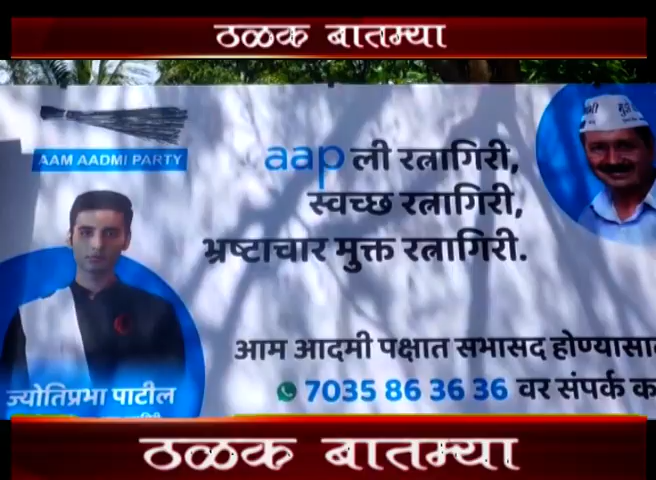 ठळक बातम्या
AAM AADMI PARTY
aapली रत्नागिरी,
स्वच्छ रत्नागिरी,
भ्रष्टाचार मुक्त रत्नागिरी.
आम आदमी पक्षात सभासद होण्यासा
7035 86 36 36 वर संपर्क क
ज्योतिप्रभा पाटील
ठळक बातम्या